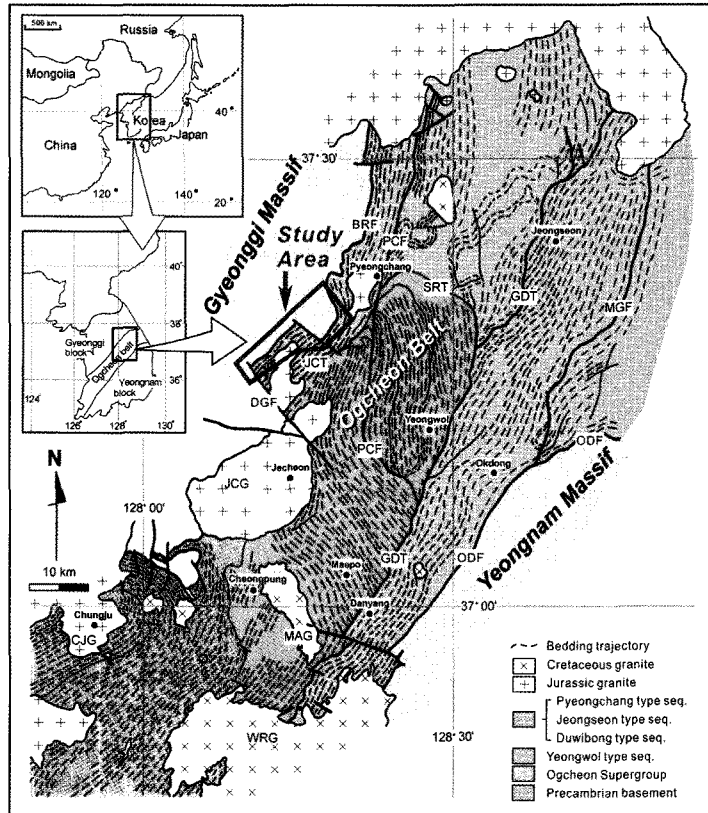 500 km
Russia
Mongolia
Korea
China
Japan
40°
120°
140°
20°
40
38
36
Gyeonggi
block
Ogcheon belt
Yeongnam
block
124
126
128
130
Gyeonggi Massif
Study
Area
37° 30'
BRF
PCF
Pyeongchang
SRT
Jeongseon
GDT
MGF
JCT
DGF
Ogcheon Belt
Yeongwol
PCF
ODF
Okdong
Yeongnam Massif
N
Jecheon
JCG
128° 00'
10 km
Cheongpung
Maepo
GDT
ODF
Danyang
37° 00'
Chungju
CJG
MAG
WRG
128° 30'
Bedding trajectory
Cretaceous granite
Jurassic granite
Pyeongchang type seq.
Jeongseon type seq.
Duwibong type seq.
Yeongwol type seq.
Ogcheon Supergroup
Precambrian basement